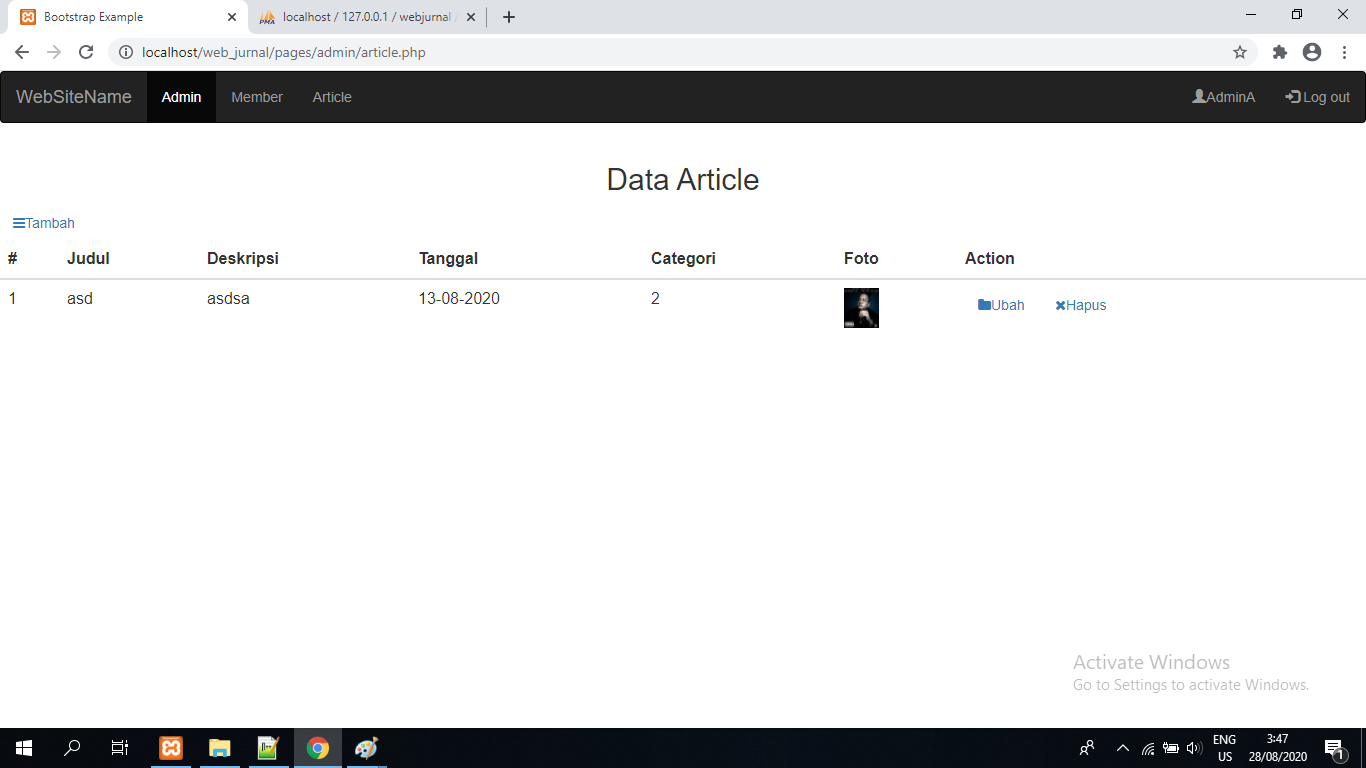 Bootstrap Example
localhost / 127.0.0.1 / webjurnal
localhost/web_jurnal/pages/admin/article.php
WebSiteName Admin Member Article AdminA Log out
Data Article
Tambah
# Judul Deskripsi Tanggal Categori Foto Action
1 asd asdsa 13-08-2020 2 Ubah Hapus
Activate Windows
Go to Settings to activate Windows.
ENG
US
3:47
28/08/2020
1